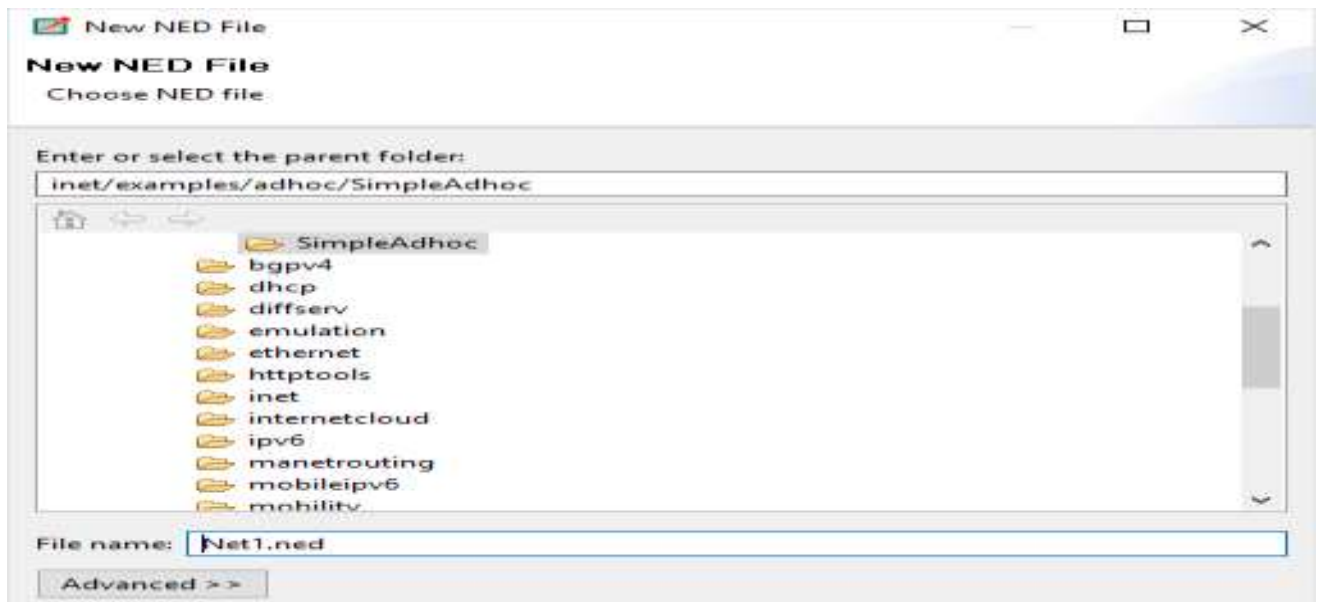 New NED File
New NED File
Choose NED file
Enter or select the parent folder:
inet/examples/adhoc/SimpleAdhoc
SimpleAdhoc
bgpv4
dhcp
diffserv
emulation
ethernet
httptools
inet
internetcloud
ipv6
manetrouting
mobileipv6
mobility
File name: Net1.ned
Advanced >>